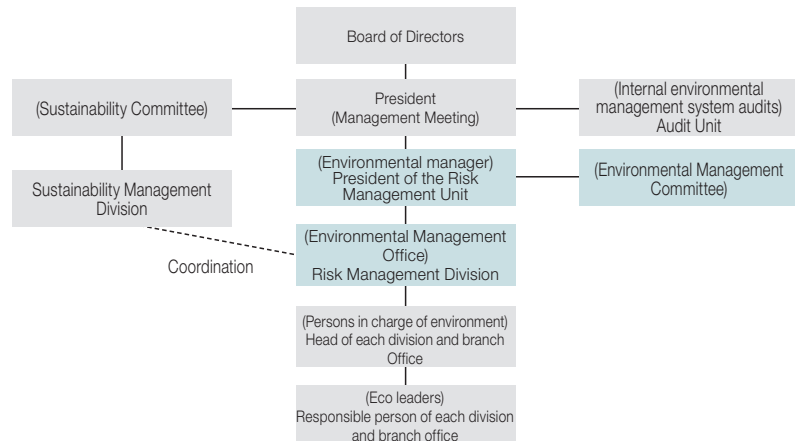 Board of Directors
(Sustainability Committee)
President
(Management Meeting)
(Internal environmental
management system audits)
Audit Unit
Sustainability Management
Division
(Environmental manager)
President of the Risk
Management Unit
(Environmental Management
Committee)
Coordination
(Environmental Management
Office)
Risk Management Division
(Persons in charge of environment)
Head of each division and branch
Office
(Eco leaders)
Responsible person of each division
and branch office